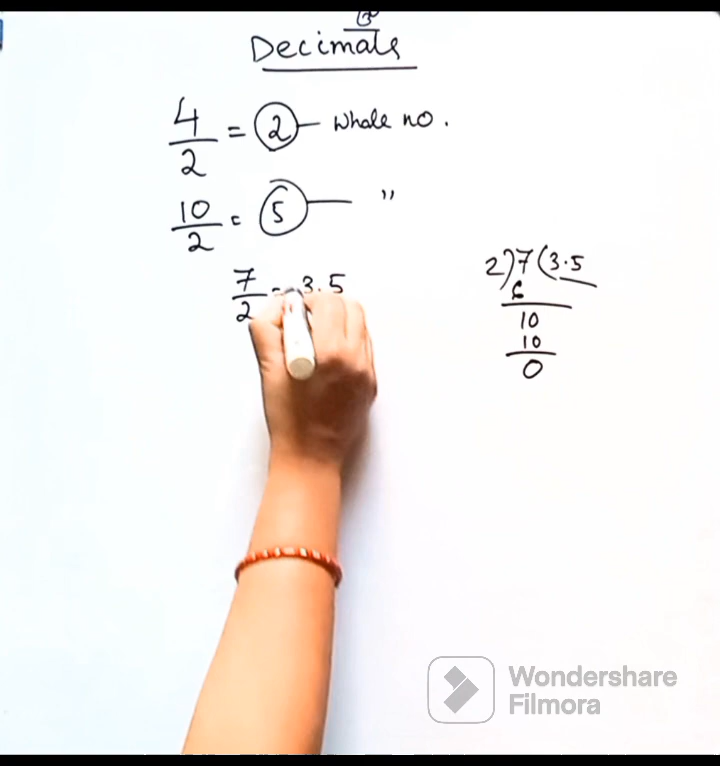 Decimals
4/2 = 2 — Whole no.
10/2 = 5 — "
7/2 = 3.5
2)7(3.5
6
10
10
0
Wondershare
Filmora